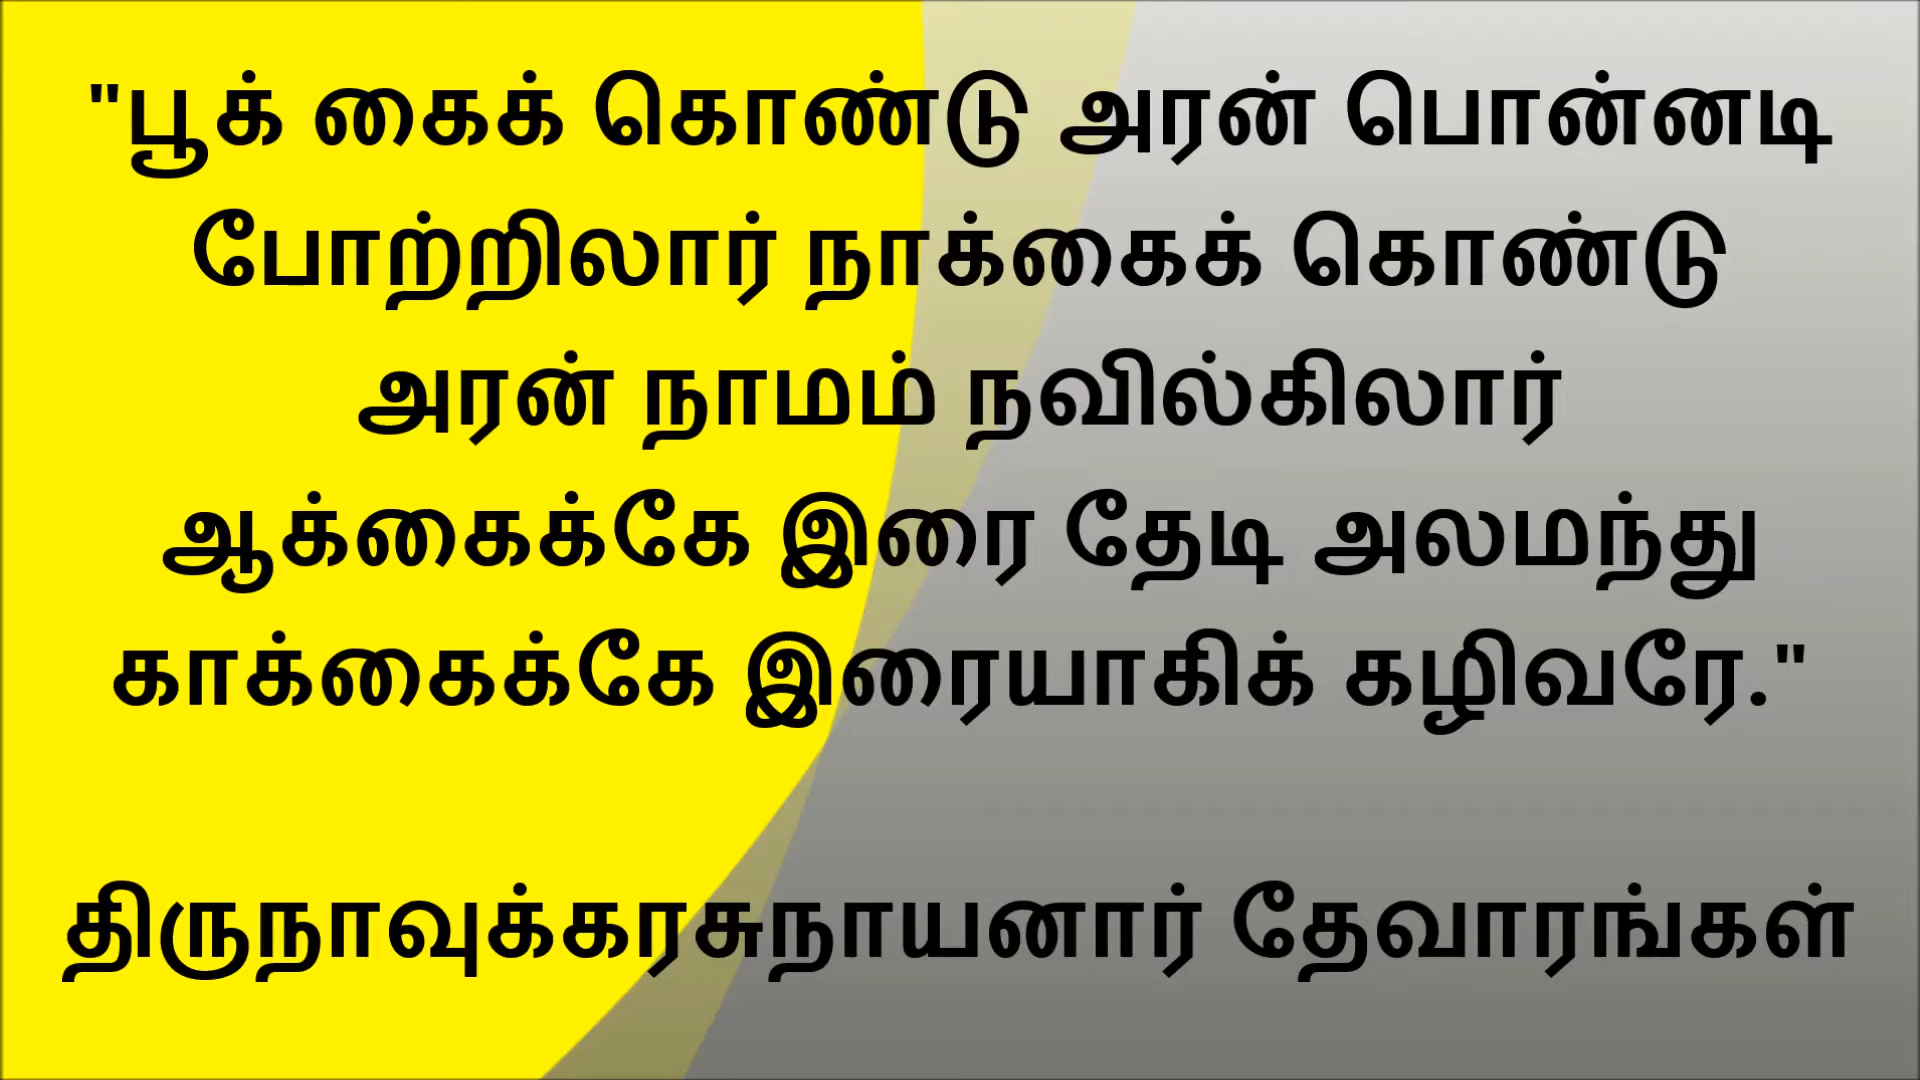 "பூக் கைக் கொண்டு அரன் பொன்னடி
போற்றிலார் நாக்கைக் கொண்டு
அரன் நாமம் நவில்கிலார்
ஆக்கைக்கே இரை தேடி அலமந்து
காக்கைக்கே இரையாகிக் கழிவரே."
திருநாவுக்கரசுநாயனார் தேவாரங்கள்